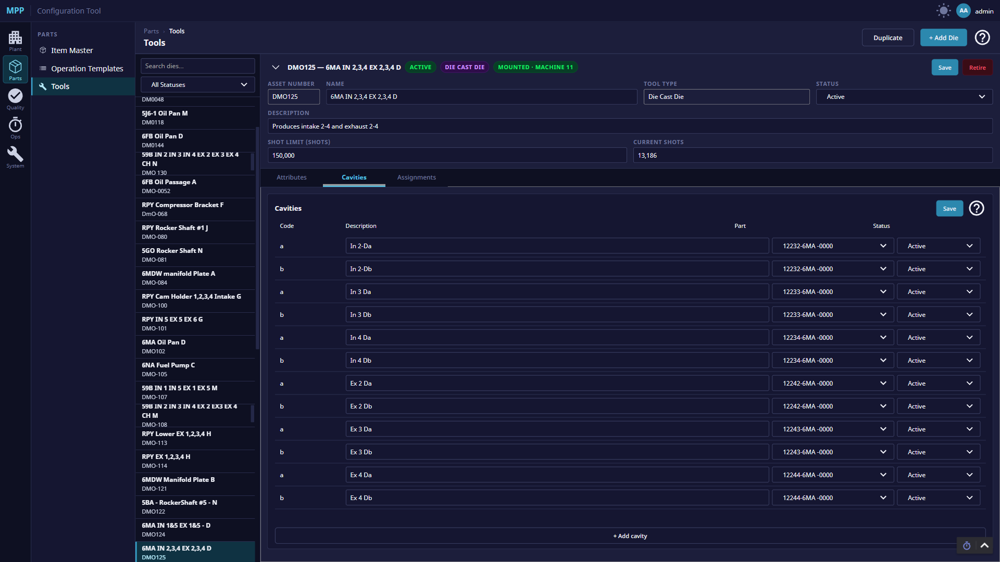 MPP Configuration Tool
AA admin
Plant
Parts
Quality
Ops
System
PARTS
Item Master
Operation Templates
Tools
Parts › Tools
Tools
Duplicate
+ Add Die
Search dies...
All Statuses
DM0048
5J6-1 Oil Pan M
DM0118
6FB Oil Pan D
DM0144
59B IN 2 IN 3 IN 4 EX 2 EX 3 EX 4
CH N
DMO 130
6FB Oil Passage A
DMO-0052
RPY Compressor Bracket F
DmO-068
RPY Rocker Shaft #1 J
DMO-080
5GO Rocker Shaft N
DMO-081
6MDW manifold Plate A
DMO-084
RPY Cam Holder 1,2,3,4 Intake G
DMO-100
RPY IN 5 EX 5 EX 6 G
DMO-101
6MA Oil Pan D
DMO102
6NA Fuel Pump C
DMO-105
59B IN 1 IN 5 EX 1 EX 5 M
DMO-107
59B IN 2 IN 3 IN 4 EX 2 EX3 EX 4
CH M
DMO-108
RPY Lower EX 1,2,3,4 H
DMO-113
RPY EX 1,2,3,4 H
DMO-114
6MDW Manifold Plate B
DMO-121
5BA - RockerShaft #5 - N
DMO122
6MA IN 1&5 EX 1&5 - D
DMO124
6MA IN 2,3,4 EX 2,3,4 D
DMO125
DMO125 — 6MA IN 2,3,4 EX 2,3,4 D ACTIVE DIE CAST DIE MOUNTED · MACHINE 11
Save
Retire
ASSET NUMBER NAME TOOL TYPE STATUS
DMO125 6MA IN 2,3,4 EX 2,3,4 D Die Cast Die Active
DESCRIPTION
Produces intake 2-4 and exhaust 2-4
SHOT LIMIT (SHOTS) CURRENT SHOTS
150,000 13,186
Attributes Cavities Assignments
Cavities
Save
Code Description Part Status
a In 2-Da 12232-6MA -0000 Active
b In 2-Db 12232-6MA -0000 Active
a In 3 Da 12233-6MA -0000 Active
b In 3 Db 12233-6MA -0000 Active
a In 4 Da 12234-6MA -0000 Active
b In 4 Db 12234-6MA -0000 Active
a Ex 2 Da 12242-6MA -0000 Active
b Ex 2 Db 12242-6MA -0000 Active
a Ex 3 Da 12243-6MA -0000 Active
b Ex 3 Db 12243-6MA -0000 Active
a Ex 4 Da 12244-6MA -0000 Active
b Ex 4 Db 12244-6MA -0000 Active
+ Add cavity